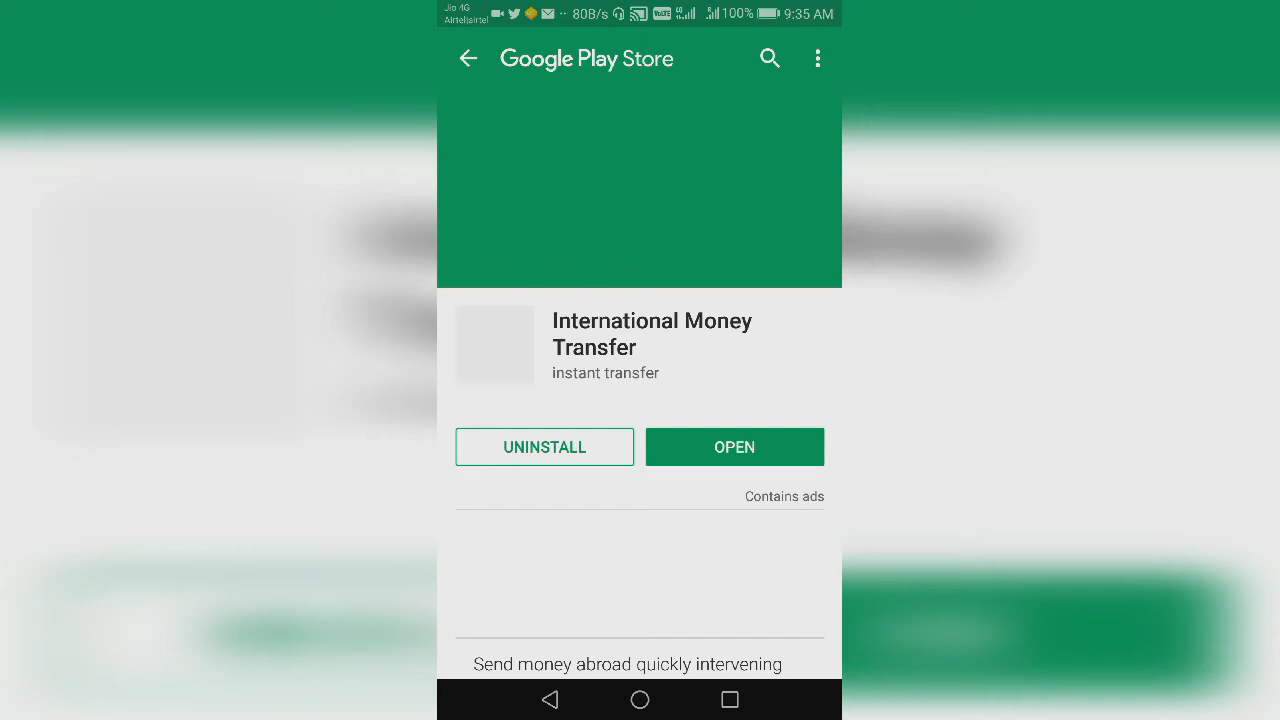 Jio 4G
Airtel|airtel
80B/s
VoLTE
100%
9:35 AM
Google Play Store
International Money
Transfer
instant transfer
UNINSTALL
OPEN
Contains ads
Send money abroad quickly intervening